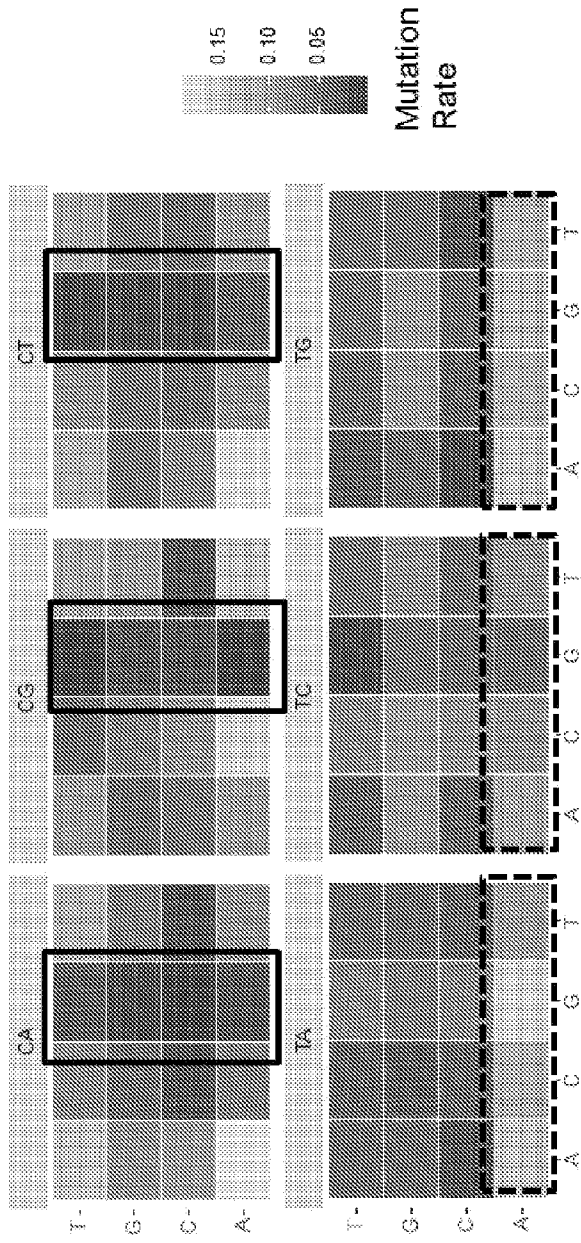 CA CG CT
T-
G-
C-
A-
TA TC TG
T-
G-
C-
A-
A C G T A C G T A C G T
0.15
0.10
0.05
Mutation
Rate